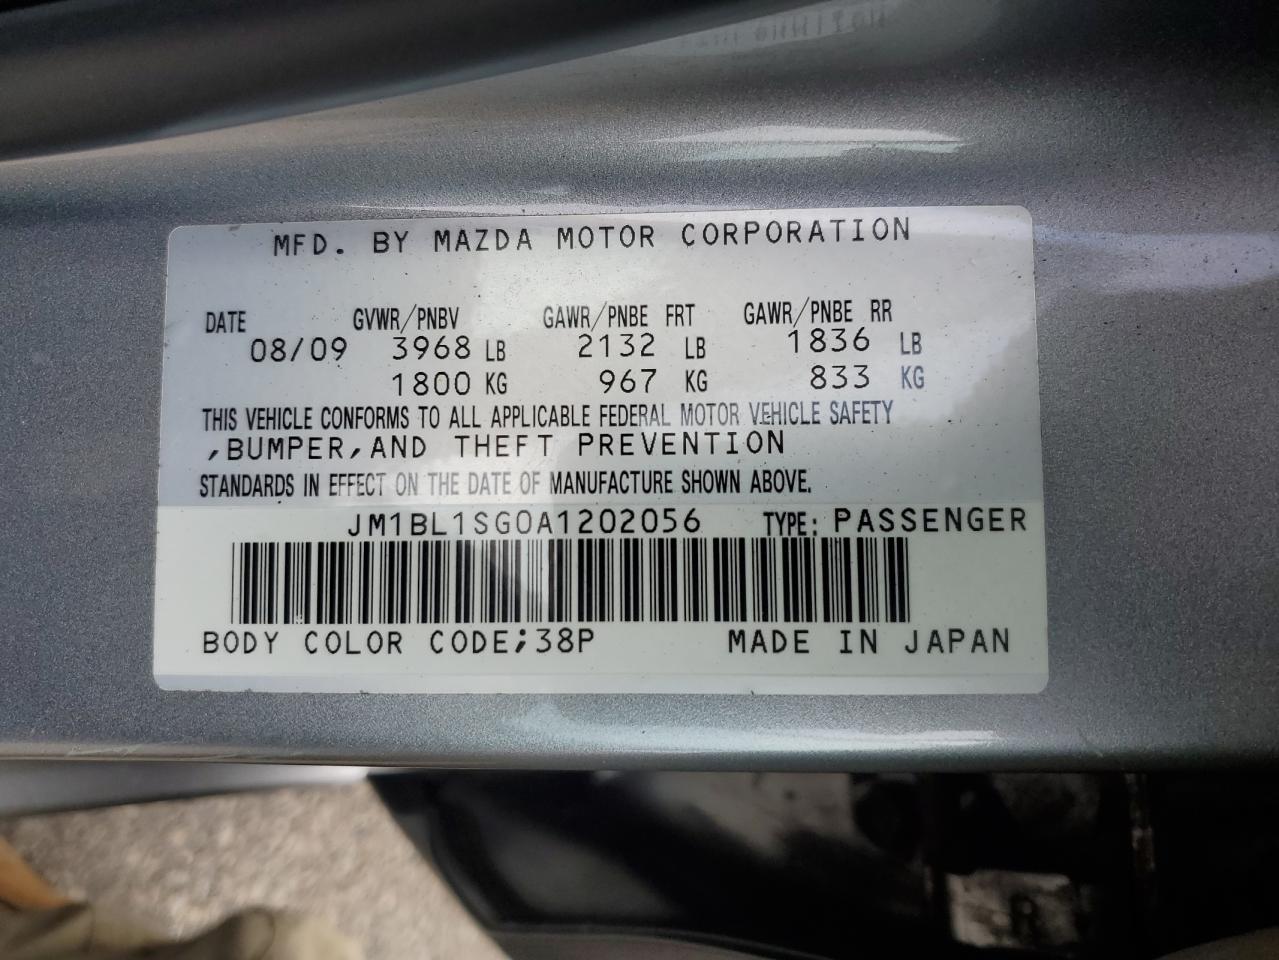 MFD. BY MAZDA MOTOR CORPORATION
DATE GVWR/PNBV GAWR/PNBE FRT GAWR/PNBE RR
08/09 3968 LB 2132 LB 1836 LB
1800 KG 967 KG 833 KG
THIS VEHICLE CONFORMS TO ALL APPLICABLE FEDERAL MOTOR VEHICLE SAFETY
,BUMPER,AND THEFT PREVENTION
STANDARDS IN EFFECT ON THE DATE OF MANUFACTURE SHOWN ABOVE.
JM1BL1SG0A1202056 TYPE: PASSENGER
BODY COLOR CODE;38P MADE IN JAPAN